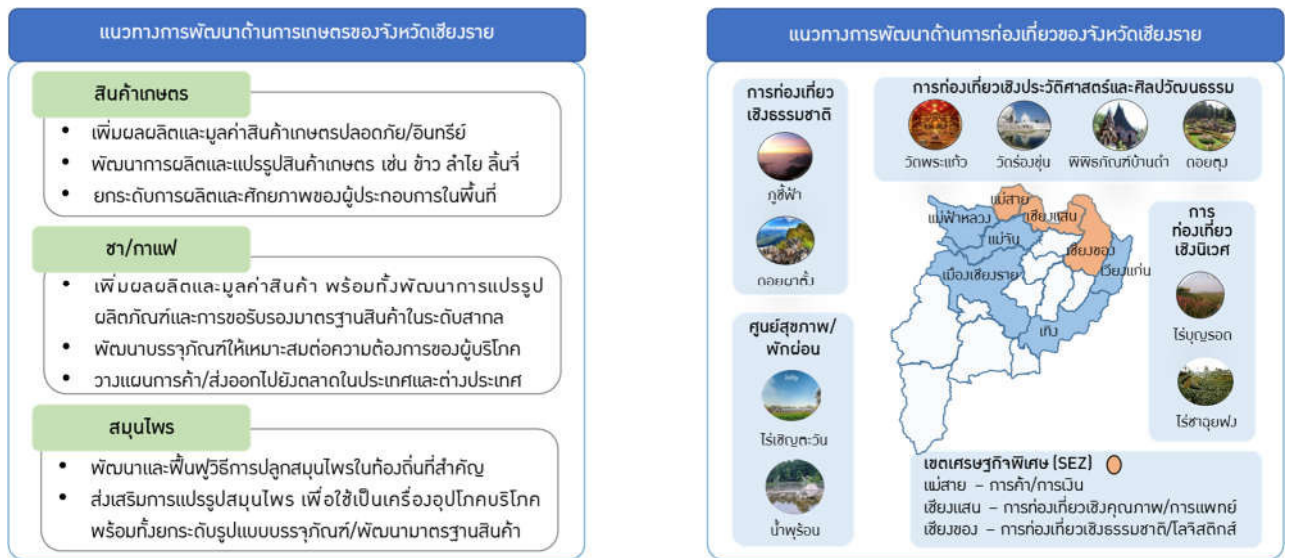 แนวทางการพัฒนาด้านการเกษตรของจังหวัดเชียงราย
สินค้าเกษตร
• เพิ่มผลผลิตและมูลค่าสินค้าเกษตรปลอดภัย/อินทรีย์
• พัฒนาการผลิตและแปรรูปสินค้าเกษตร เช่น ข้าว ลำไย ลิ้นจี่
• ยกระดับการผลิตและศักยภาพของผู้ประกอบการในพื้นที่
ชา/กาแฟ
• เพิ่มผลผลิตและมูลค่าสินค้า พร้อมทั้งพัฒนาการแปรรูป
ผลิตภัณฑ์และการขอรับรองมาตรฐานสินค้าในระดับสากล
• พัฒนาบรรจุภัณฑ์ให้เหมาะสมต่อความต้องการของผู้บริโภค
• วางแผนการค้า/ส่งออกไปยังตลาดในประเทศและต่างประเทศ
สมุนไพร
• พัฒนาและฟื้นฟูวิธีการปลูกสมุนไพรในท้องถิ่นที่สำคัญ
• ส่งเสริมการแปรรูปสมุนไพร เพื่อใช้เป็นเครื่องอุปโภคบริโภค
พร้อมทั้งยกระดับรูปแบบบรรจุภัณฑ์/พัฒนามาตรฐานสินค้า
แนวทางการพัฒนาด้านการท่องเที่ยวของจังหวัดเชียงราย
การท่องเที่ยว
เชิงธรรมชาติ
ภูชี้ฟ้า
ดอยผาตั้ง
การท่องเที่ยวเชิงประวัติศาสตร์และศิลปวัฒนธรรม
วัดพระแก้ว
วัดร่องขุ่น
พิพิธภัณฑ์บ้านดำ
ดอยตุง
แม่สาย
แม่ฟ้าหลวง
เชียงแสน
แม่จัน
เชียงของ
เวียงแก่น
เมืองเชียงราย
เทิง
การ
ท่องเที่ยว
เชิงนิเวศ
ไร่บุญรอด
ไร่ชาฉุยฟง
ศูนย์สุขภาพ/
พักผ่อน
ไร่เชิญตะวัน
น้ำพุร้อน
เขตเศรษฐกิจพิเศษ (SEZ)
แม่สาย – การค้า/การเงิน
เชียงแสน – การท่องเที่ยวเชิงคุณภาพ/การแพทย์
เชียงของ – การท่องเที่ยวเชิงธรรมชาติ/โลจิสติกส์